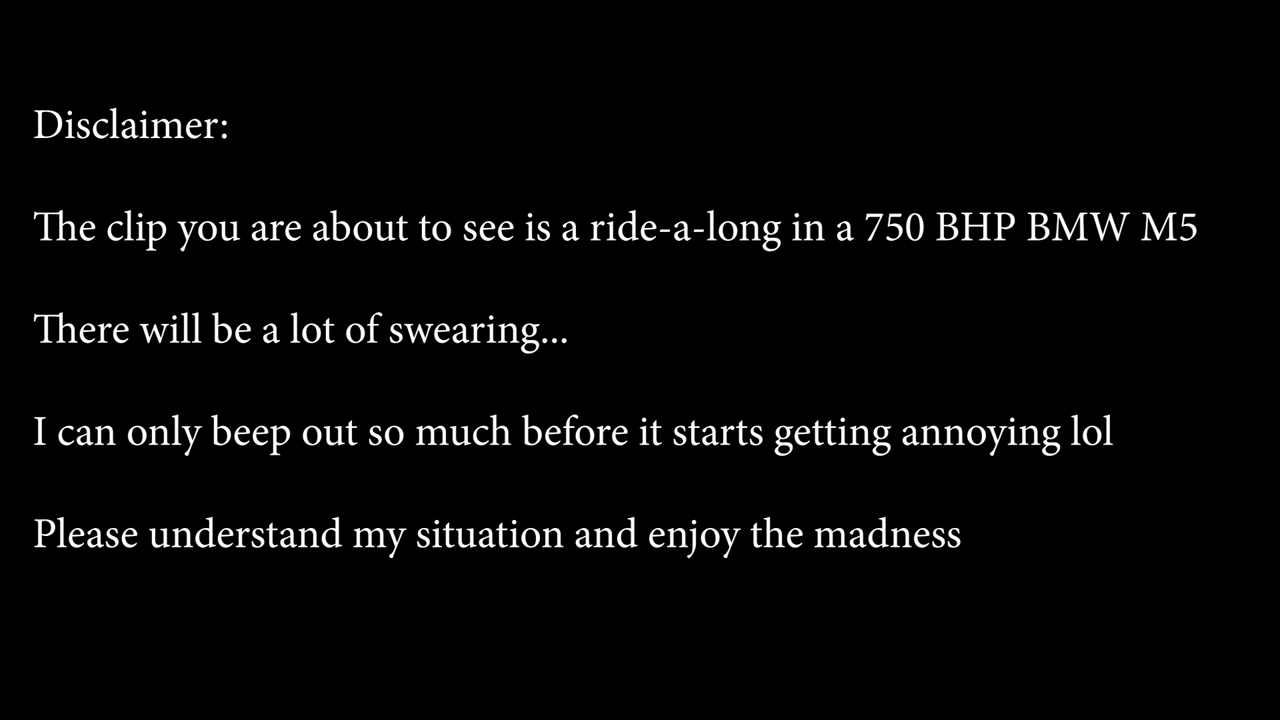 Disclaimer:
The clip you are about to see is a ride-a-long in a 750 BHP BMW M5
There will be a lot of swearing...
I can only beep out so much before it starts getting annoying lol
Please understand my situation and enjoy the madness